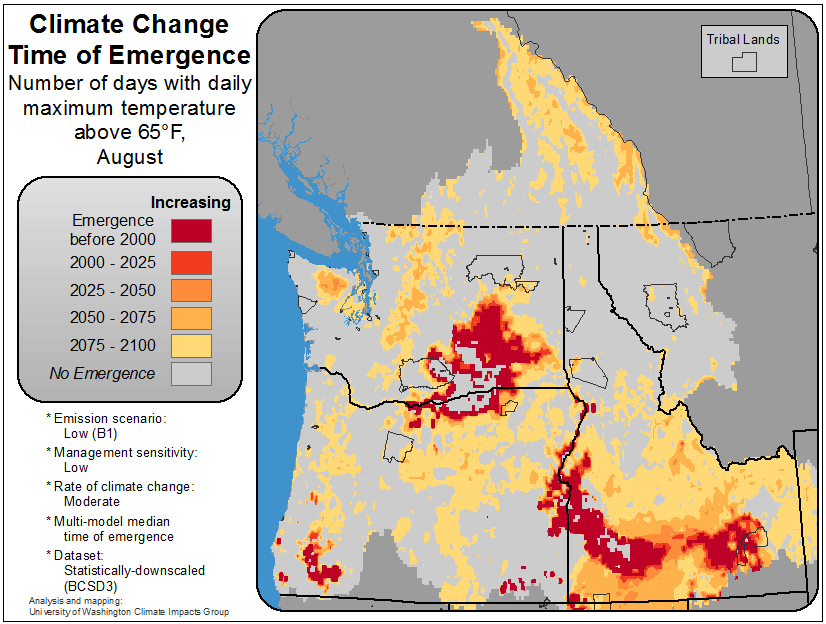 Climate Change
Time of Emergence
Number of days with daily
maximum temperature
above 65°F,
August
Tribal Lands
Increasing
Emergence
before 2000
2000 - 2025
2025 - 2050
2050 - 2075
2075 - 2100
No Emergence
* Emission scenario:
Low (B1)
* Management sensitivity:
Low
* Rate of climate change:
Moderate
* Multi-model median
time of emergence
* Dataset:
Statistically-downscaled
(BCSD3)
Analysis and mapping:
University of Washington Climate Impacts Group